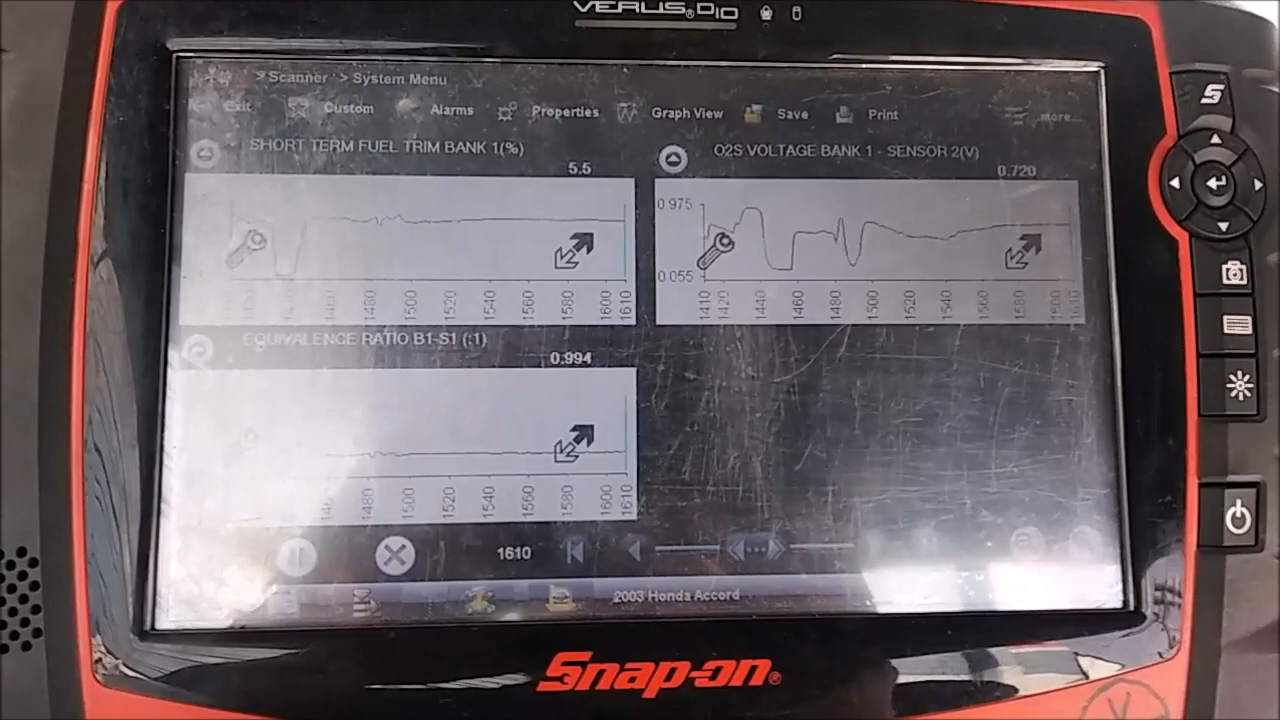 VERUS® D10
> Scanner > System Menu
Exit Custom Alarms Properties Graph View Save Print more...
SHORT TERM FUEL TRIM BANK 1(%)
5.5
1480 1500 1520 1540 1560 1580 1600 1610
O2S VOLTAGE BANK 1 - SENSOR 2(V)
0.720
0.975
0.055
1410 1420 1440 1460 1480 1500 1520 1540 1560 1580 1600 1610
EQUIVALENCE RATIO B1-S1 (:1)
0.994
1480 1500 1520 1540 1560 1580 1600 1610
1610
2003 Honda Accord
Snap-on®
S